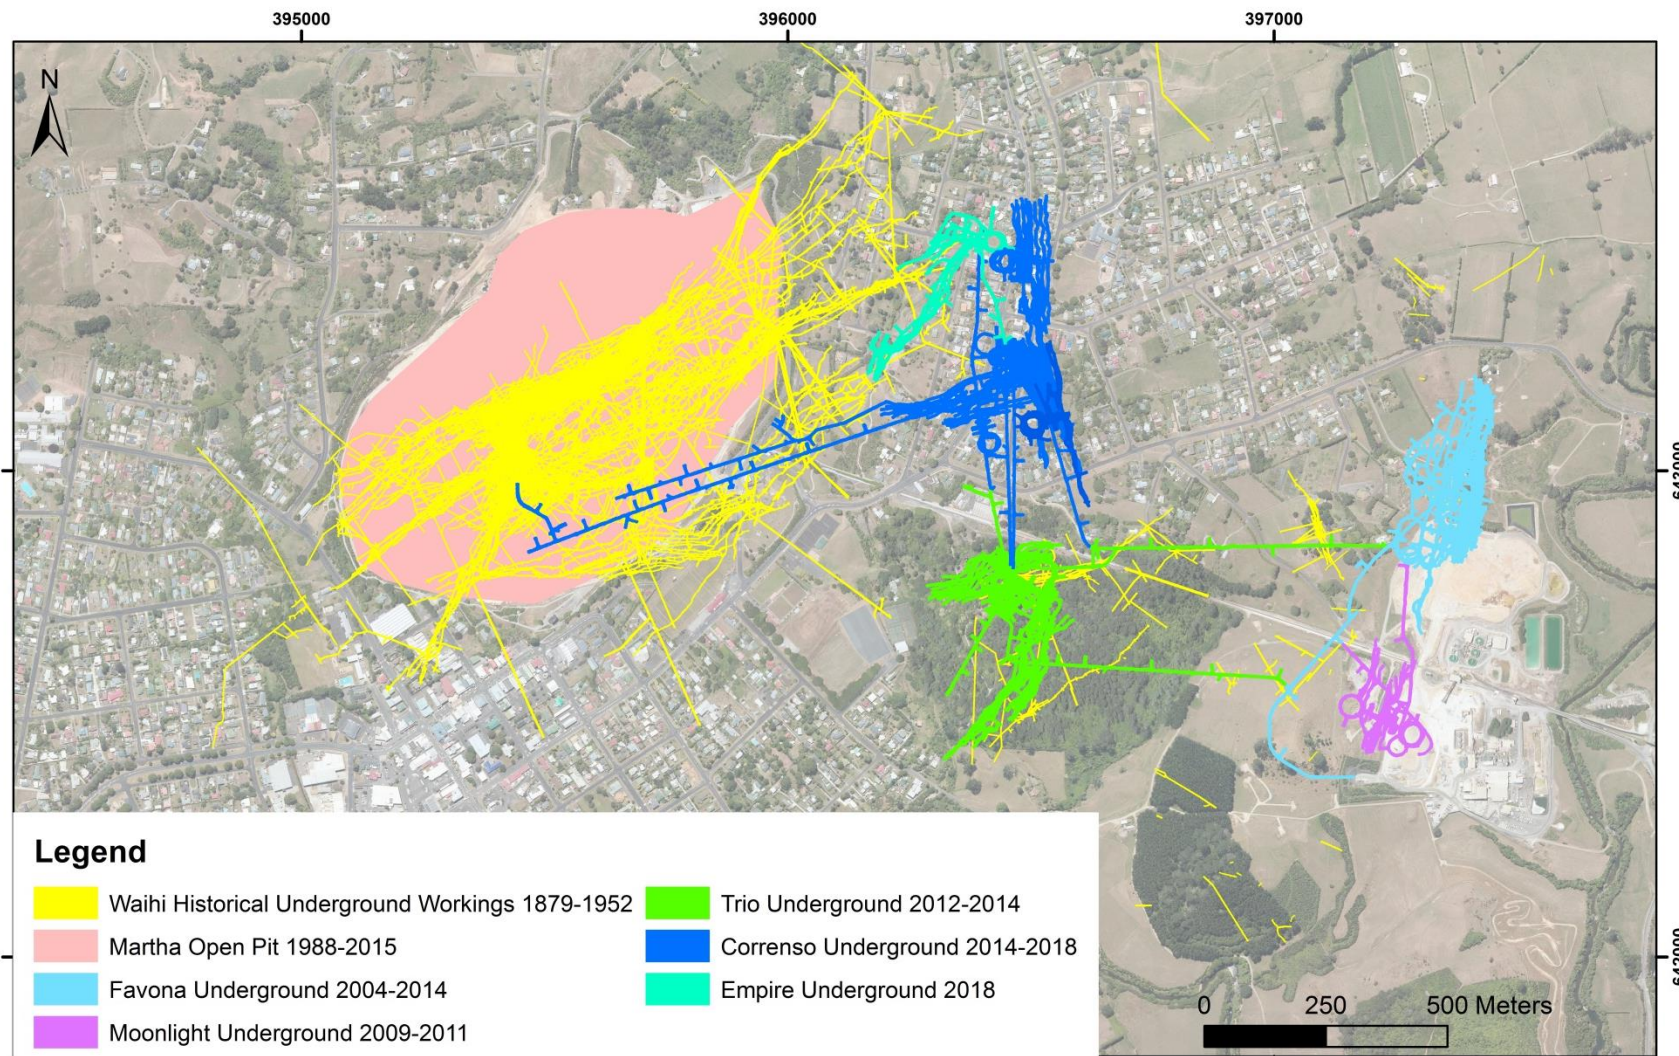 395000
396000
397000
N
643000
642000
Legend
Waihi Historical Underground Workings 1879-1952
Martha Open Pit 1988-2015
Favona Underground 2004-2014
Moonlight Underground 2009-2011
Trio Underground 2012-2014
Correnso Underground 2014-2018
Empire Underground 2018
0 250 500 Meters